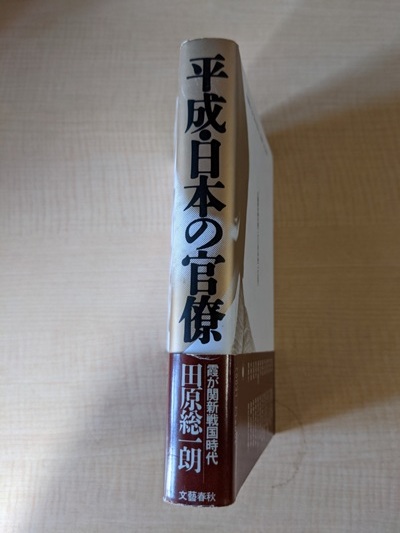 平成・日本の官僚
霞が関新戦国時代
田原総一朗
文藝春秋